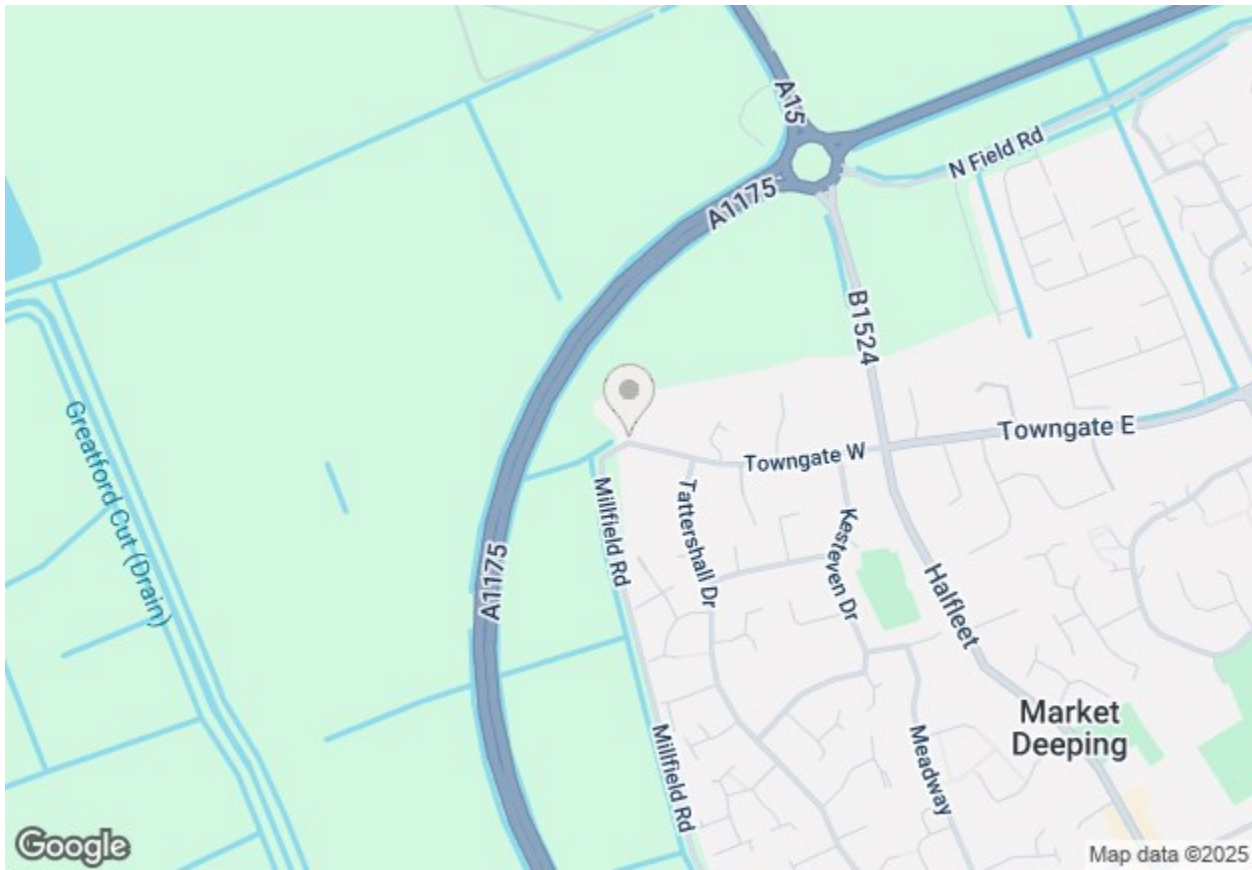 A15
N Field Rd
A1175
B1524
Greatford Cut (Drain)
Towngate E
Towngate W
Millfield Rd
Tattershall Dr
Kesteven Dr
A1175
Halfleet
Market
Deeping
Millfield Rd
Meadway
Google
Map data ©2025